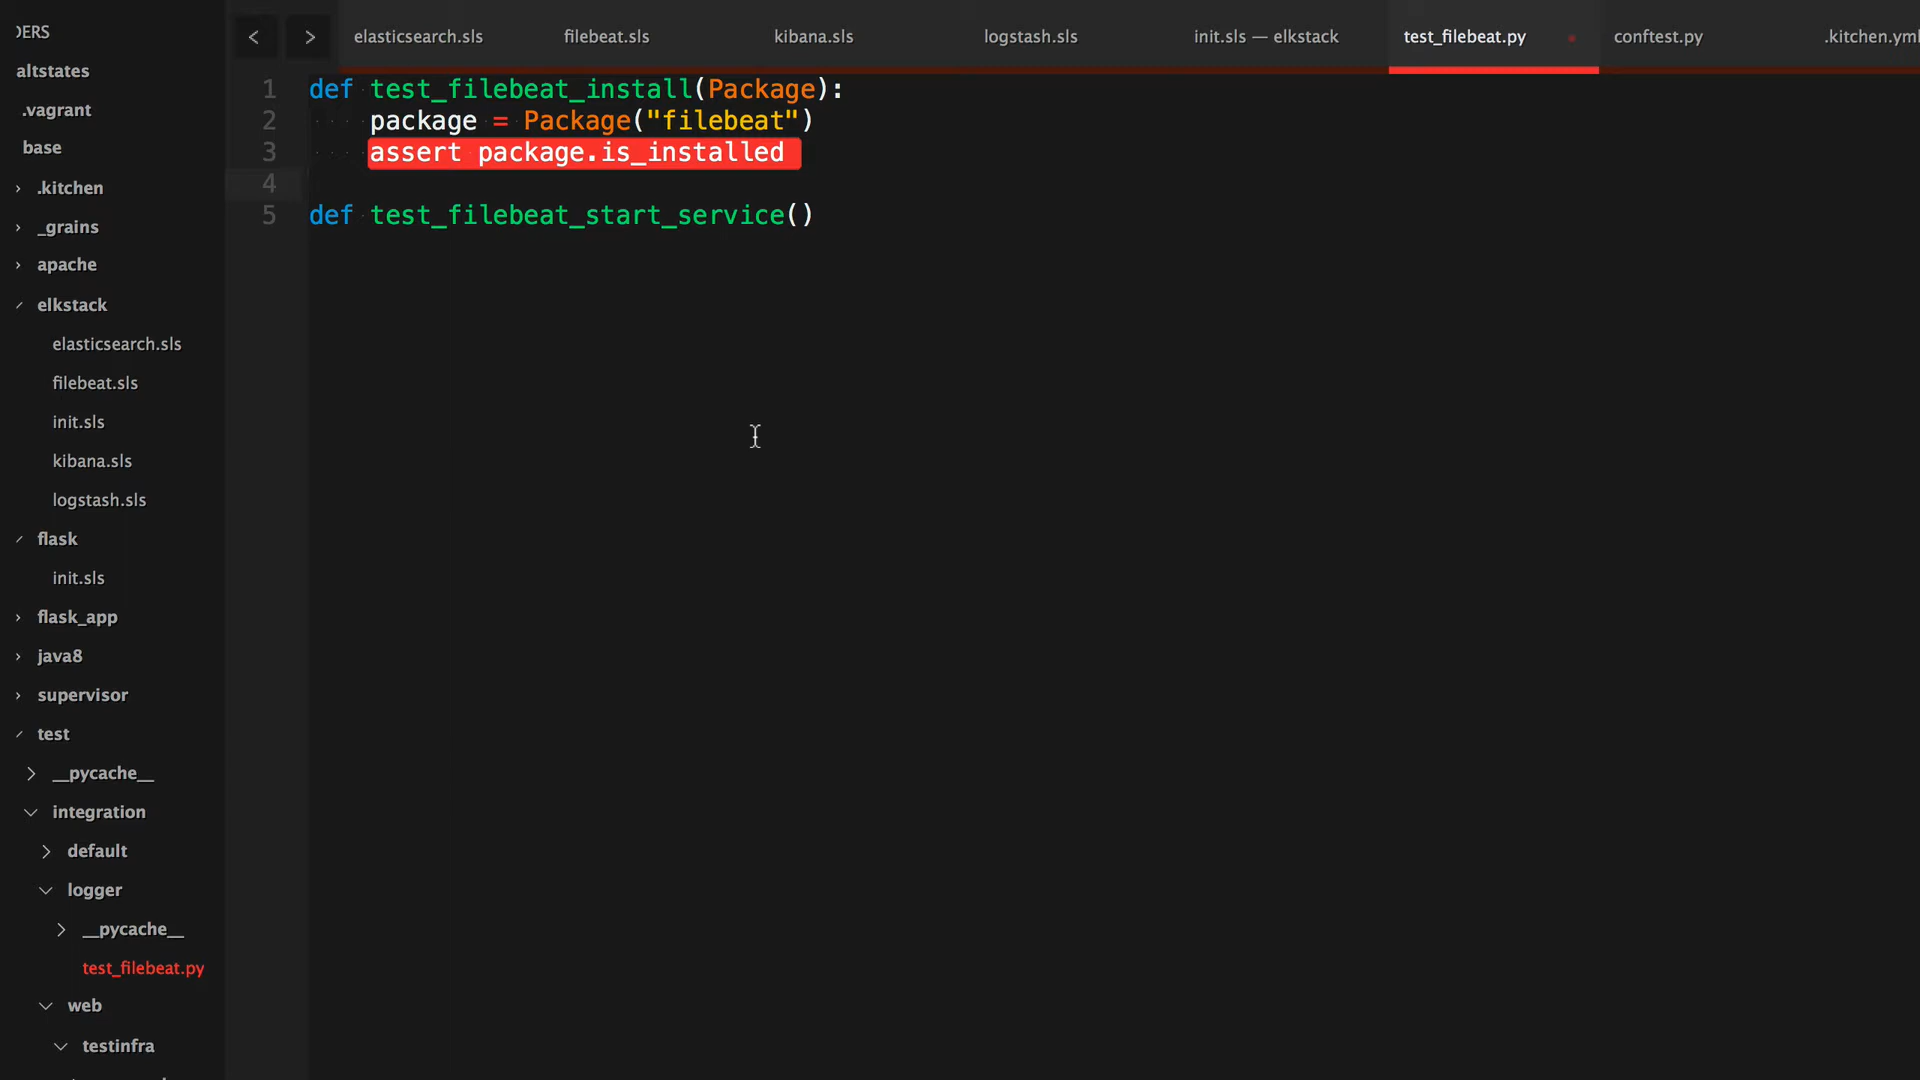 DERS
altstates
.vagrant
base
.kitchen
_grains
apache
elkstack
elasticsearch.sls
filebeat.sls
init.sls
kibana.sls
logstash.sls
flask
init.sls
flask_app
java8
supervisor
test
__pycache__
integration
default
logger
__pycache__
test_filebeat.py
web
testinfra
< > elasticsearch.sls filebeat.sls kibana.sls logstash.sls init.sls — elkstack test_filebeat.py conftest.py .kitchen.yml
1 def test_filebeat_install(Package):
2 package = Package("filebeat")
3 assert package.is_installed
4
5 def test_filebeat_start_service()